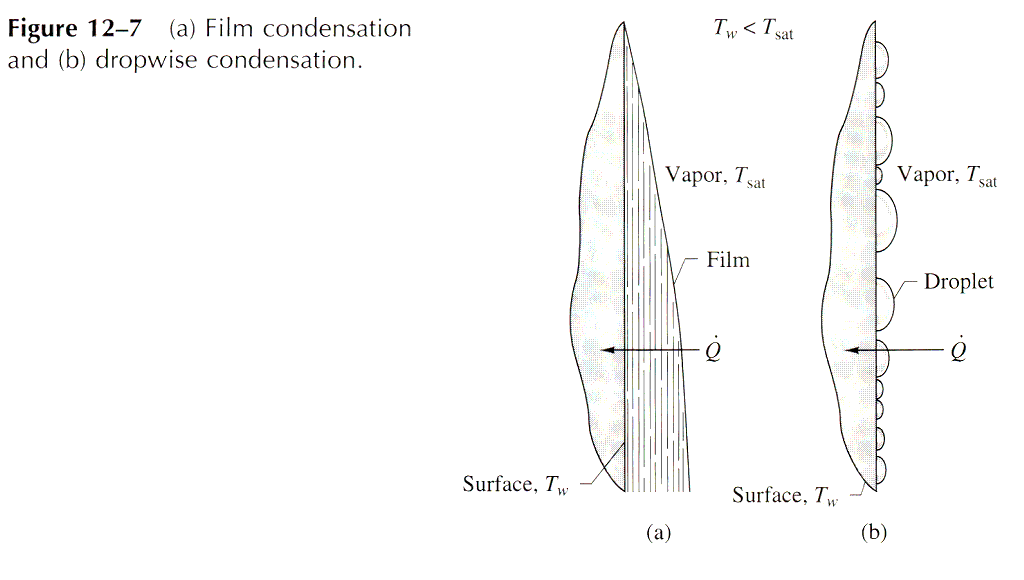 Figure 12–7 (a) Film condensation
and (b) dropwise condensation.
T_w < T_sat
Vapor, T_sat
Vapor, T_sat
Film
Droplet
Q̇
Q̇
Surface, T_w
Surface, T_w
(a)
(b)